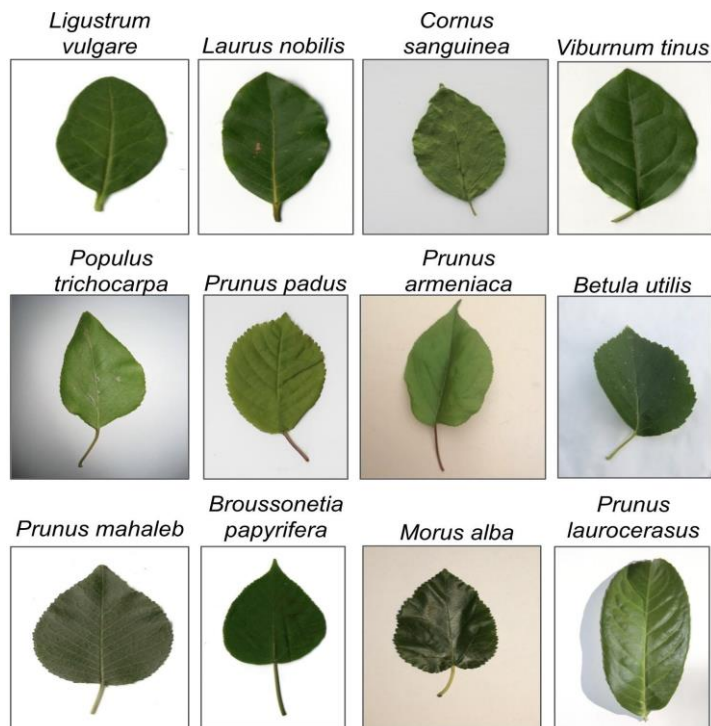 Ligustrum
vulgare
Laurus nobilis
Cornus
sanguinea
Viburnum tinus
Populus
trichocarpa
Prunus padus
Prunus
armeniaca
Betula utilis
Prunus mahaleb
Broussonetia
papyrifera
Morus alba
Prunus
laurocerasus